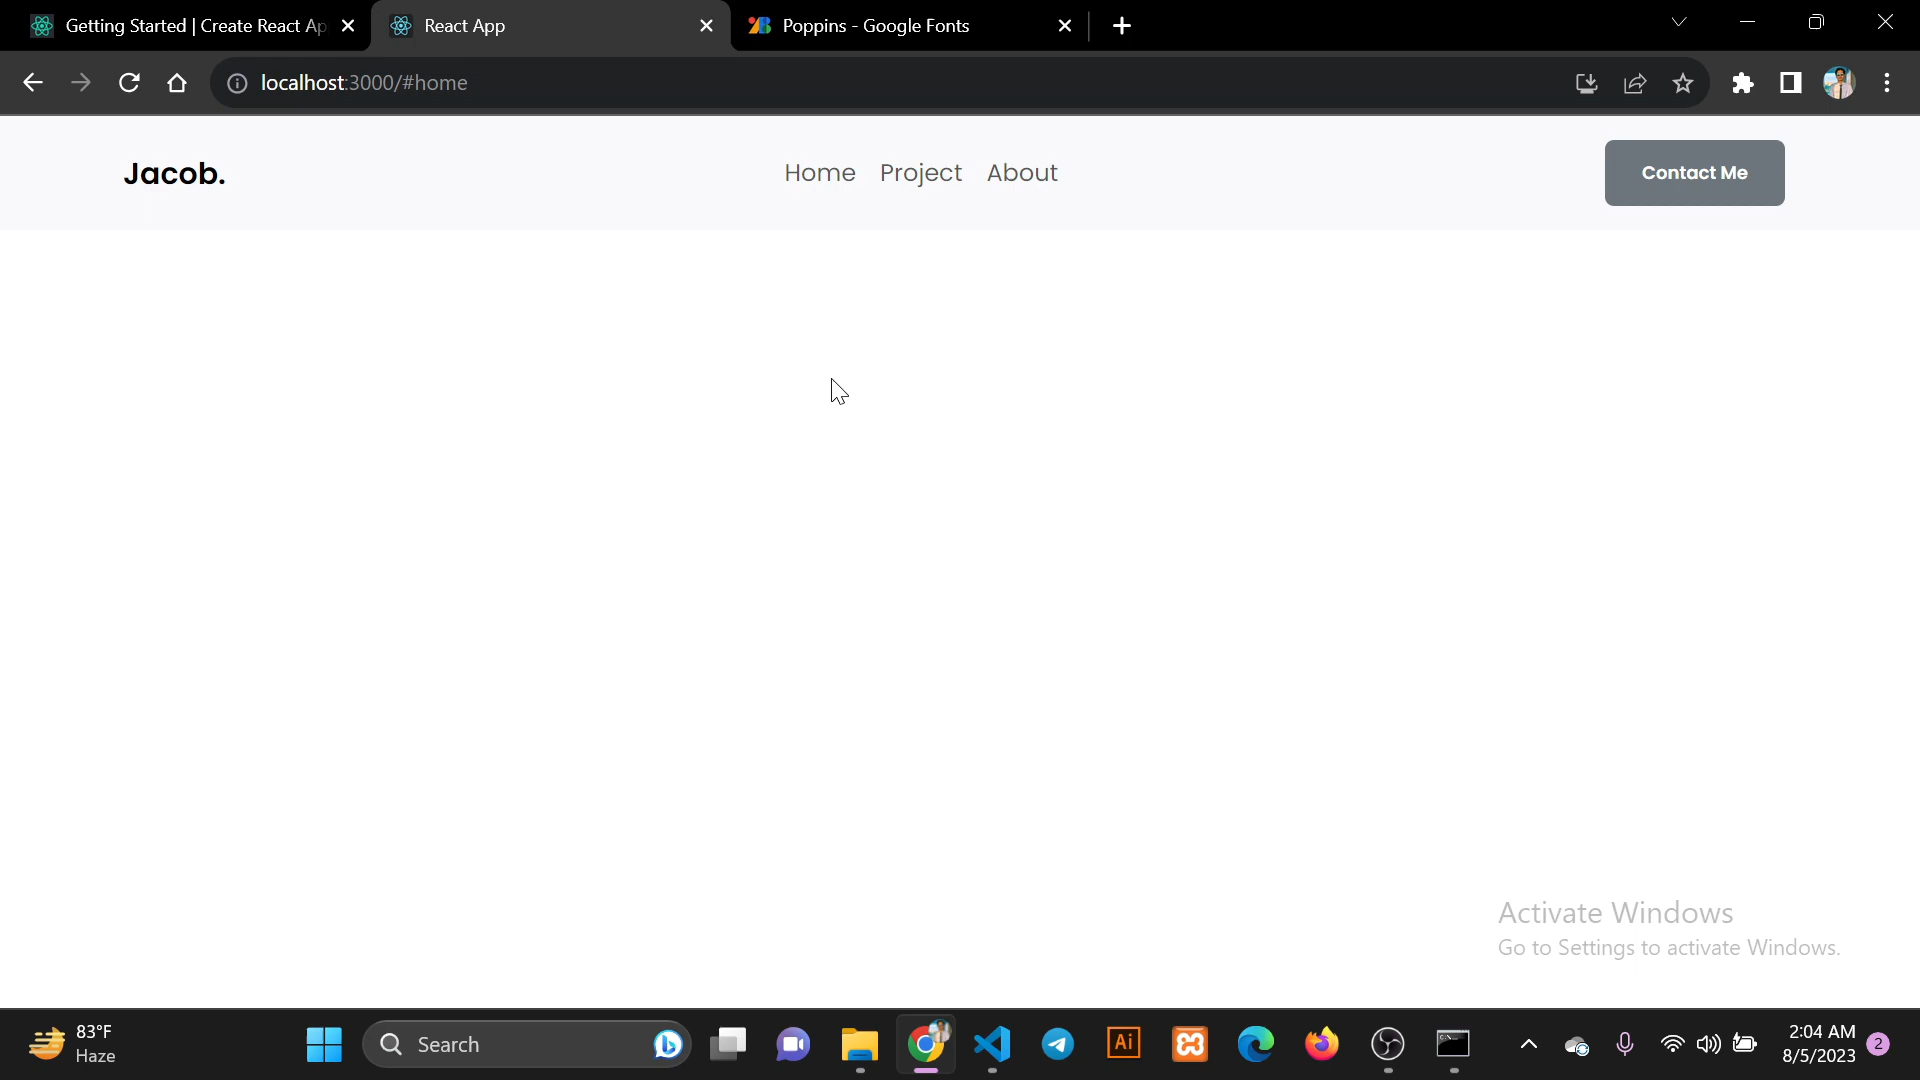 Getting Started | Create React Ap
React App
Poppins - Google Fonts
localhost:3000/#home
Jacob.
Home Project About
Contact Me
Activate Windows
Go to Settings to activate Windows.
83°F
Haze
Search
Ai
2:04 AM
8/5/2023
2